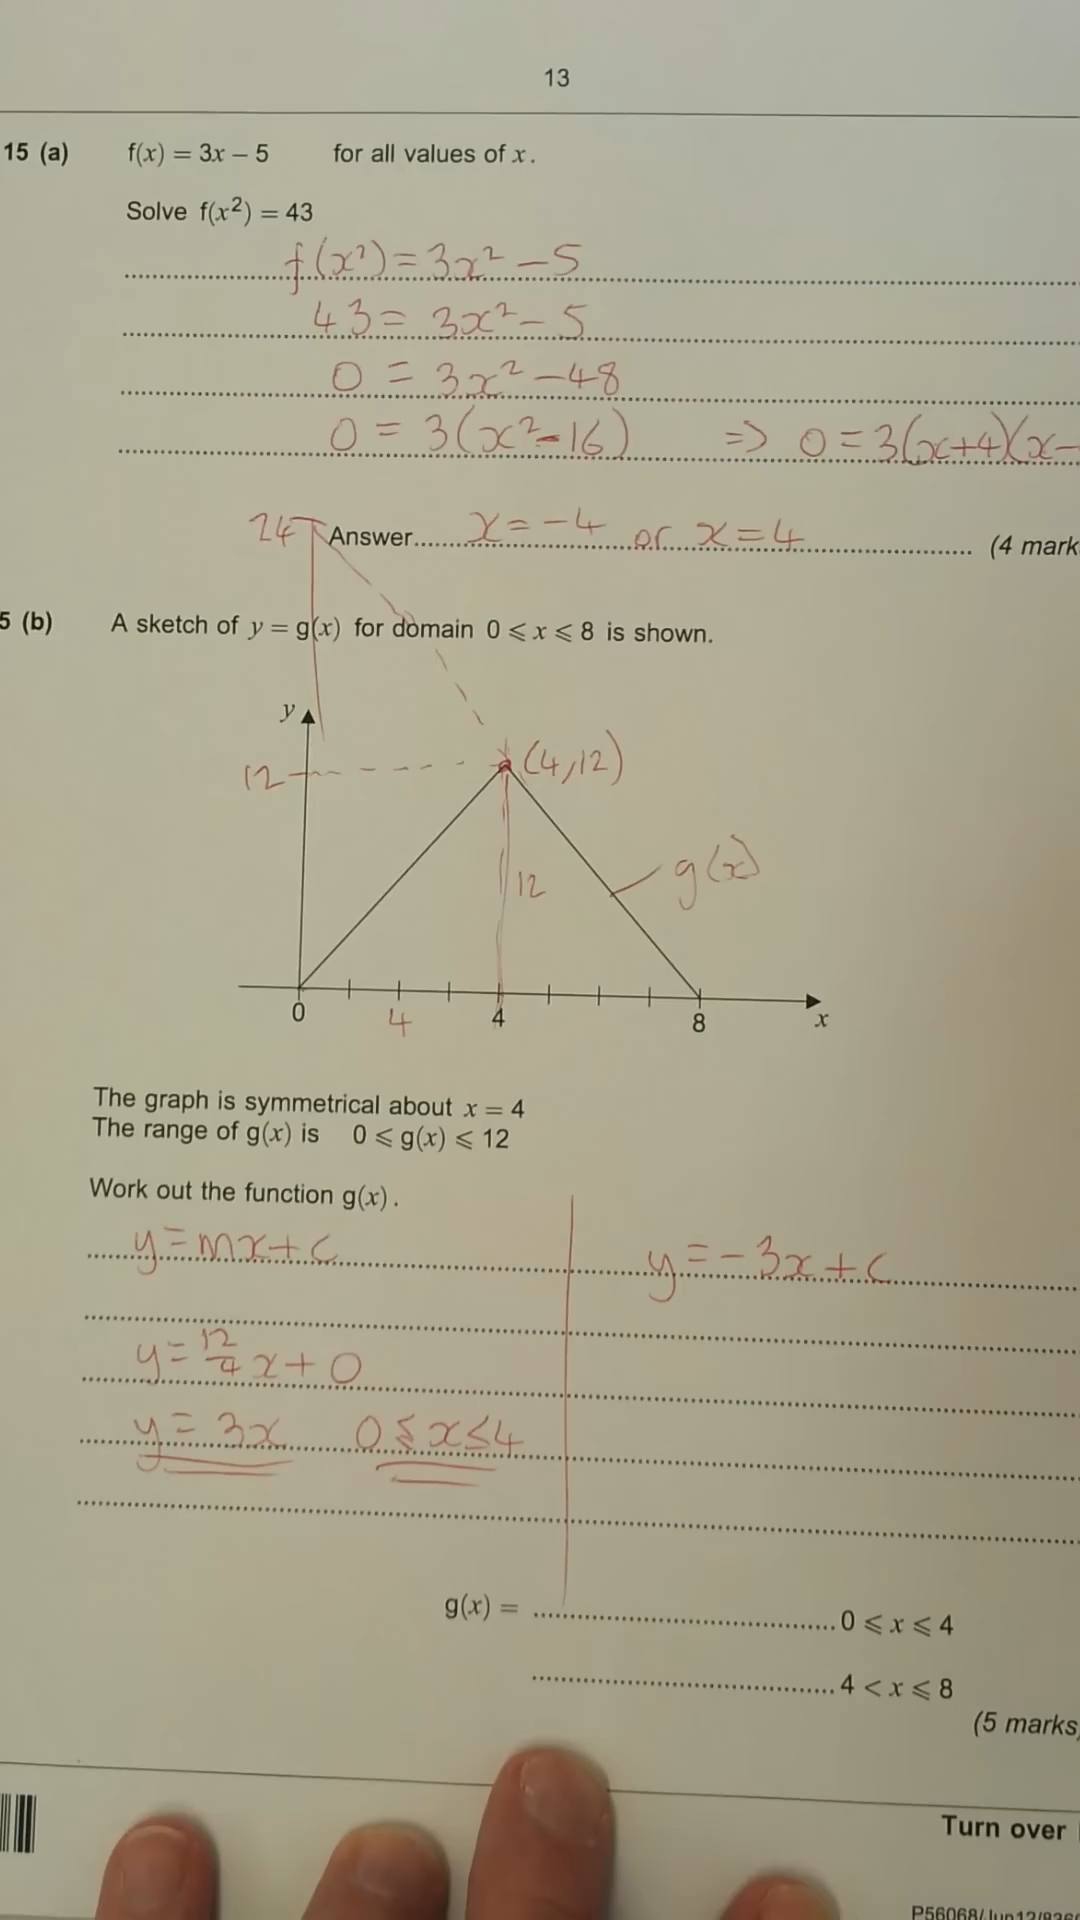 13
15 (a) f(x) = 3x – 5 for all values of x.
Solve f(x²) = 43
f(x²) = 3x² – 5
43 = 3x² – 5
0 = 3x² – 48
0 = 3(x² – 16) ⇒ 0 = 3(x+4)(x–
24 Answer x = –4 or x = 4 (4 mark
5 (b) A sketch of y = g(x) for domain 0 ⩽ x ⩽ 8 is shown.
y
12 (4,12)
g(x)
12
0 4 4 8 x
The graph is symmetrical about x = 4
The range of g(x) is 0 ⩽ g(x) ⩽ 12
Work out the function g(x).
y = mx + c y = –3x + c
y = 12/4 x + 0
y = 3x 0 ≤ x ≤ 4
g(x) = 0 ⩽ x ⩽ 4
4 < x ⩽ 8
(5 marks)
Turn over